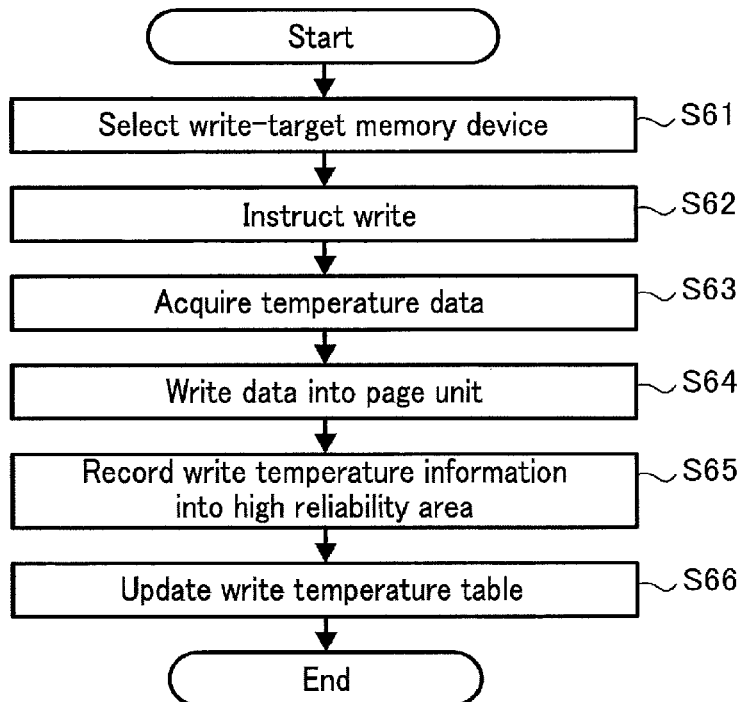 Start
Select write-target memory device S61
Instruct write S62
Acquire temperature data S63
Write data into page unit S64
Record write temperature information S65
into high reliability area
Update write temperature table S66
End